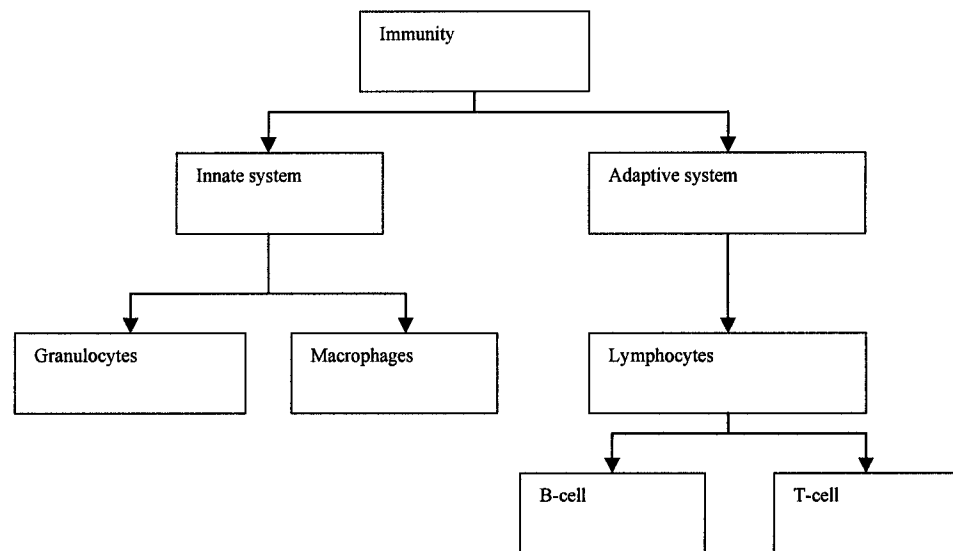 Immunity
Innate system
Adaptive system
Granulocytes
Macrophages
Lymphocytes
B-cell
T-cell